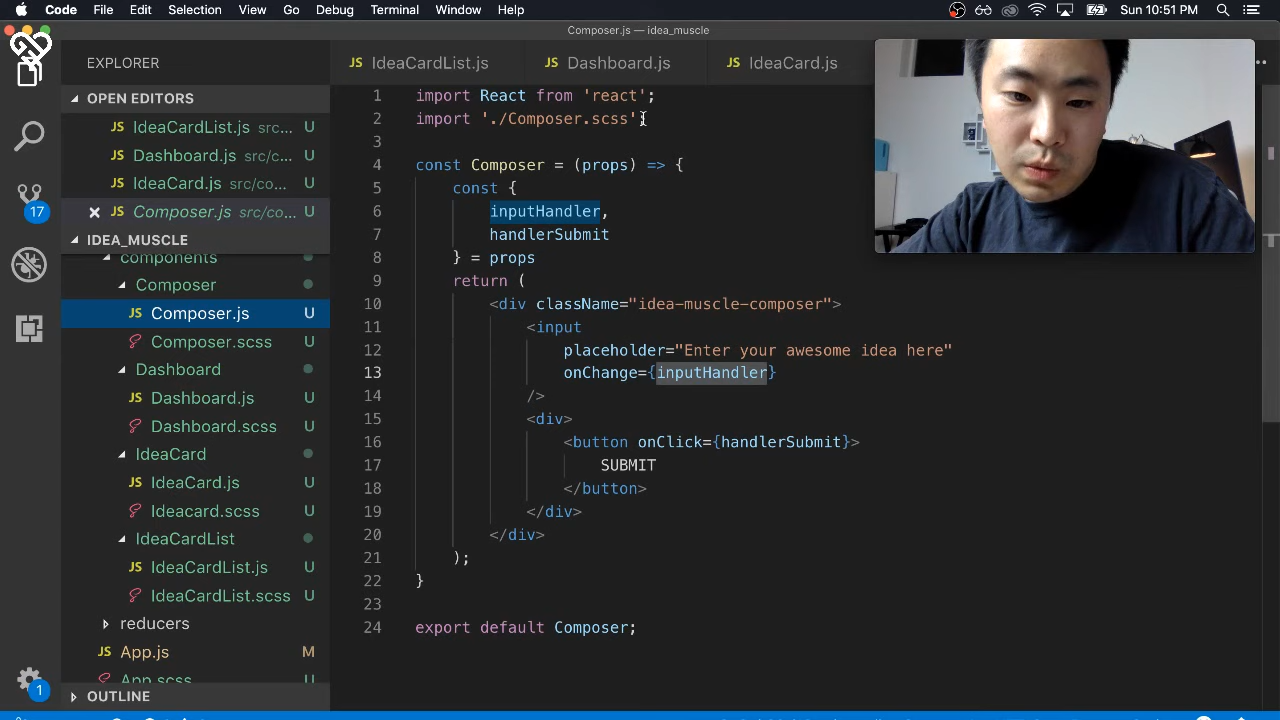 Code File Edit Selection View Go Debug Terminal Window Help Sun 10:51 PM
Composer.js — idea_muscle
EXPLORER
OPEN EDITORS
JS IdeaCardList.js src... U
JS Dashboard.js src/c... U
JS IdeaCard.js src/co... U
JS Composer.js src/co... U
IDEA_MUSCLE
components
Composer
JS Composer.js U
Composer.scss U
Dashboard
JS Dashboard.js U
Dashboard.scss U
IdeaCard
JS IdeaCard.js U
Ideacard.scss U
IdeaCardList
JS IdeaCardList.js U
IdeaCardList.scss U
reducers
JS App.js M
App.scss U
OUTLINE
17
1
JS IdeaCardList.js JS Dashboard.js JS IdeaCard.js
1 import React from 'react';
2 import './Composer.scss';
3
4 const Composer = (props) => {
5 const {
6 inputHandler,
7 handlerSubmit
8 } = props
9 return (
10 <div className="idea-muscle-composer">
11 <input
12 placeholder="Enter your awesome idea here"
13 onChange={inputHandler}
14 />
15 <div>
16 <button onClick={handlerSubmit}>
17 SUBMIT
18 </button>
19 </div>
20 </div>
21 );
22 }
23
24 export default Composer;